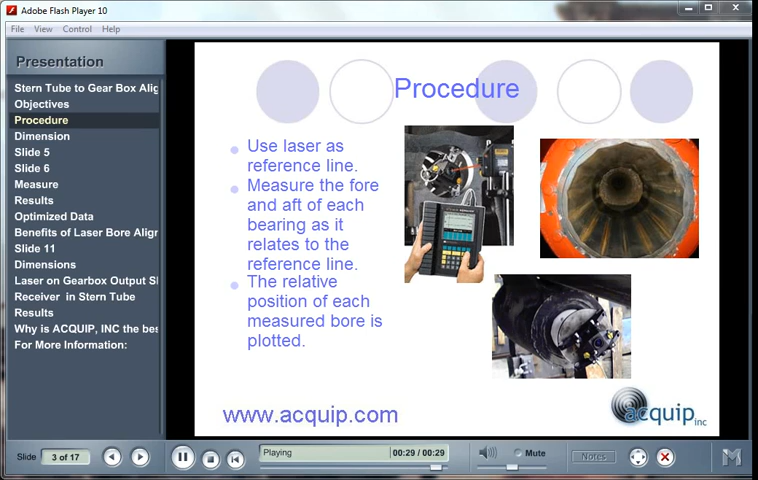 Adobe Flash Player 10
File View Control Help
Presentation
Stern Tube to Gear Box Alig
Objectives
Procedure
Dimension
Slide 5
Slide 6
Measure
Results
Optimized Data
Benefits of Laser Bore Alignr
Slide 11
Dimensions
Laser on Gearbox Output Sl
Receiver in Stern Tube
Results
Why is ACQUIP, INC the bes
For More Information:
Procedure
Use laser as
reference line.
Measure the fore
and aft of each
bearing as it
relates to the
reference line.
The relative
position of each
measured bore is
plotted.
www.acquip.com
acquip inc
Slide 3 of 17
Playing 00:29 / 00:29
Mute
Notes